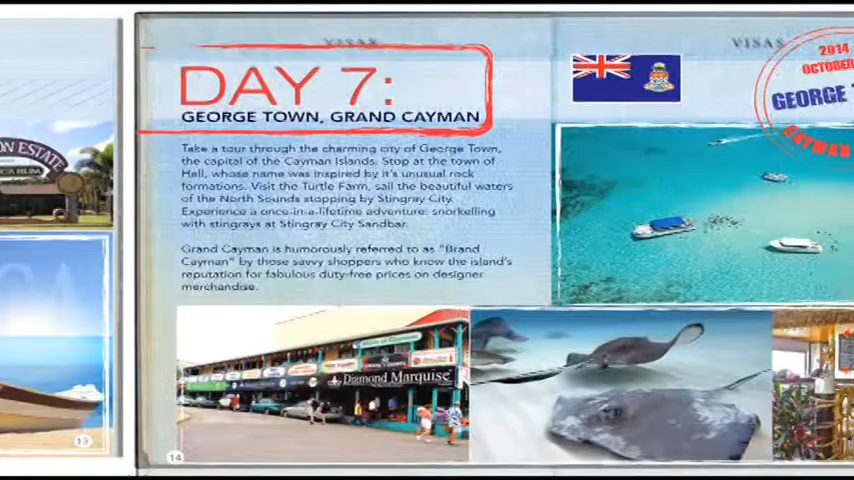 ON ESTATE
VISAS
DAY 7:
GEORGE TOWN, GRAND CAYMAN
Take a tour through the charming city of George Town,
the capital of the Cayman Islands. Stop at the town of
Hell, whose name was inspired by it's unusual rock
formations. Visit the Turtle Farm, sail the beautiful waters
of the North Sounds stopping by Stingray City.
Experience a once-in-a-lifetime adventure: snorkelling
with stingrays at Stingray City Sandbar.
Grand Cayman is humorously referred to as "Brand
Cayman" by those savvy shoppers who know the island's
reputation for fabulous duty-free prices on designer
merchandise.
VISAS
2014
OCTOBER
GEORGE
CAYMAN
DIAMOND MARQUISE
13
14